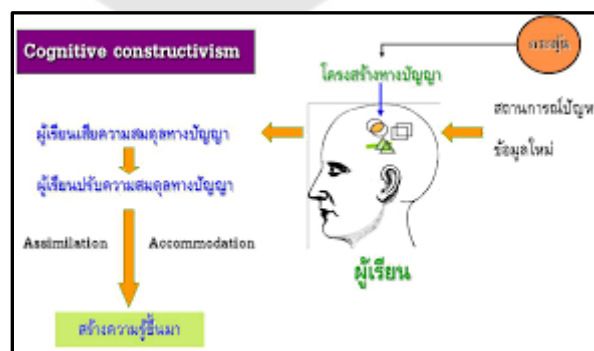 Cognitive constructivism
กระตุ้น
โครงสร้างทางปัญญา
สถานการณ์ปัญห
ข้อมูลใหม่
ผู้เรียนเสียความสมดุลทางปัญญา
ผู้เรียนปรับความสมดุลทางปัญญา
Assimilation Accommodation
ผู้เรียน
สร้างความรู้ขึ้นมา